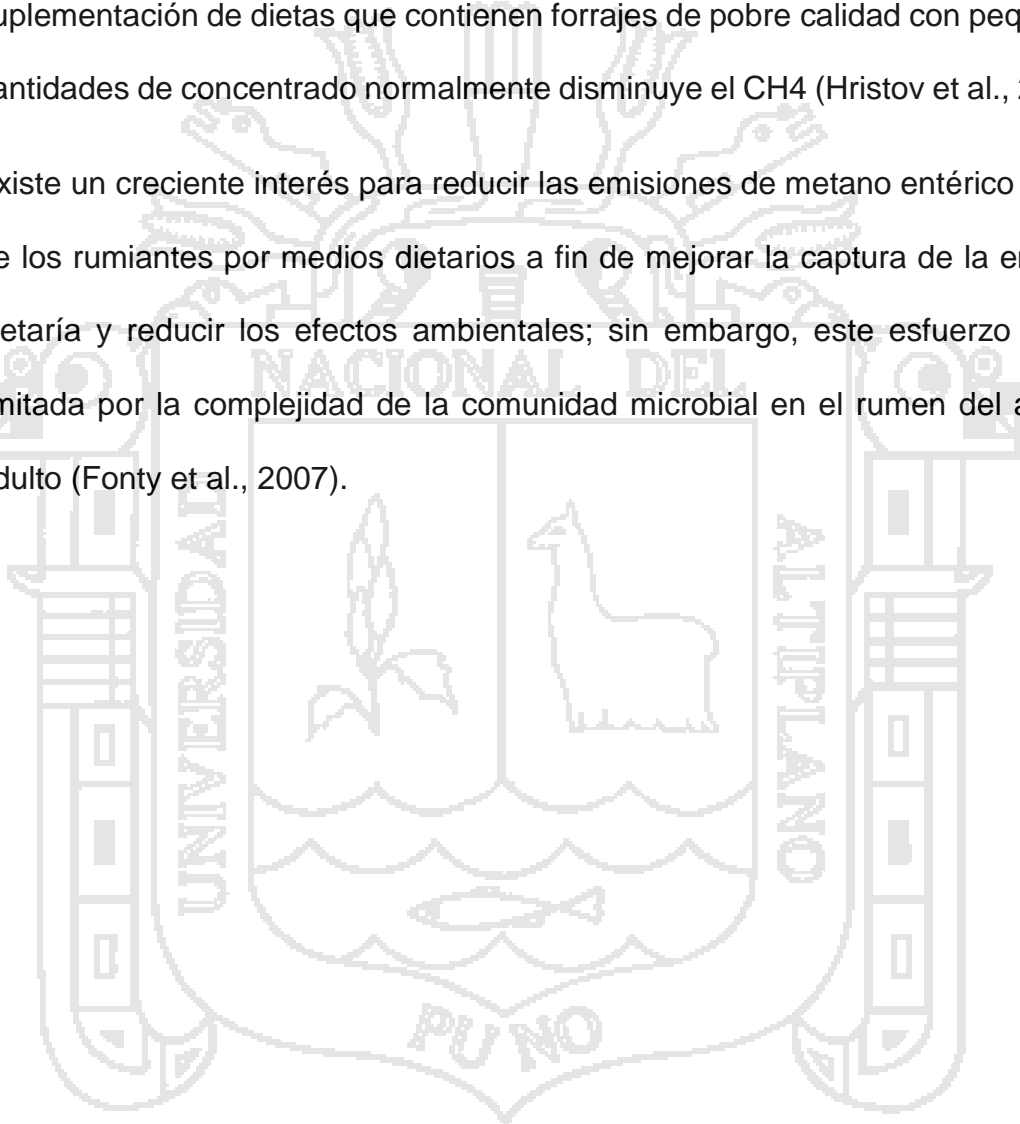 uplementación de dietas que contienen forrajes de pobre calidad con peq
antidades de concentrado normalmente disminuye el CH4 (Hristov et al., 2
xiste un creciente interés para reducir las emisiones de metano entérico
e los rumiantes por medios dietarios a fin de mejorar la captura de la e
etaría y reducir los efectos ambientales; sin embargo, este esfuerzo
NACIONAL DEL
mitada por la complejidad de la comunidad microbial en el rumen del a
dulto (Fonty et al., 2007).
UNIVERSIDAD
ALTIPLANO
PUNO